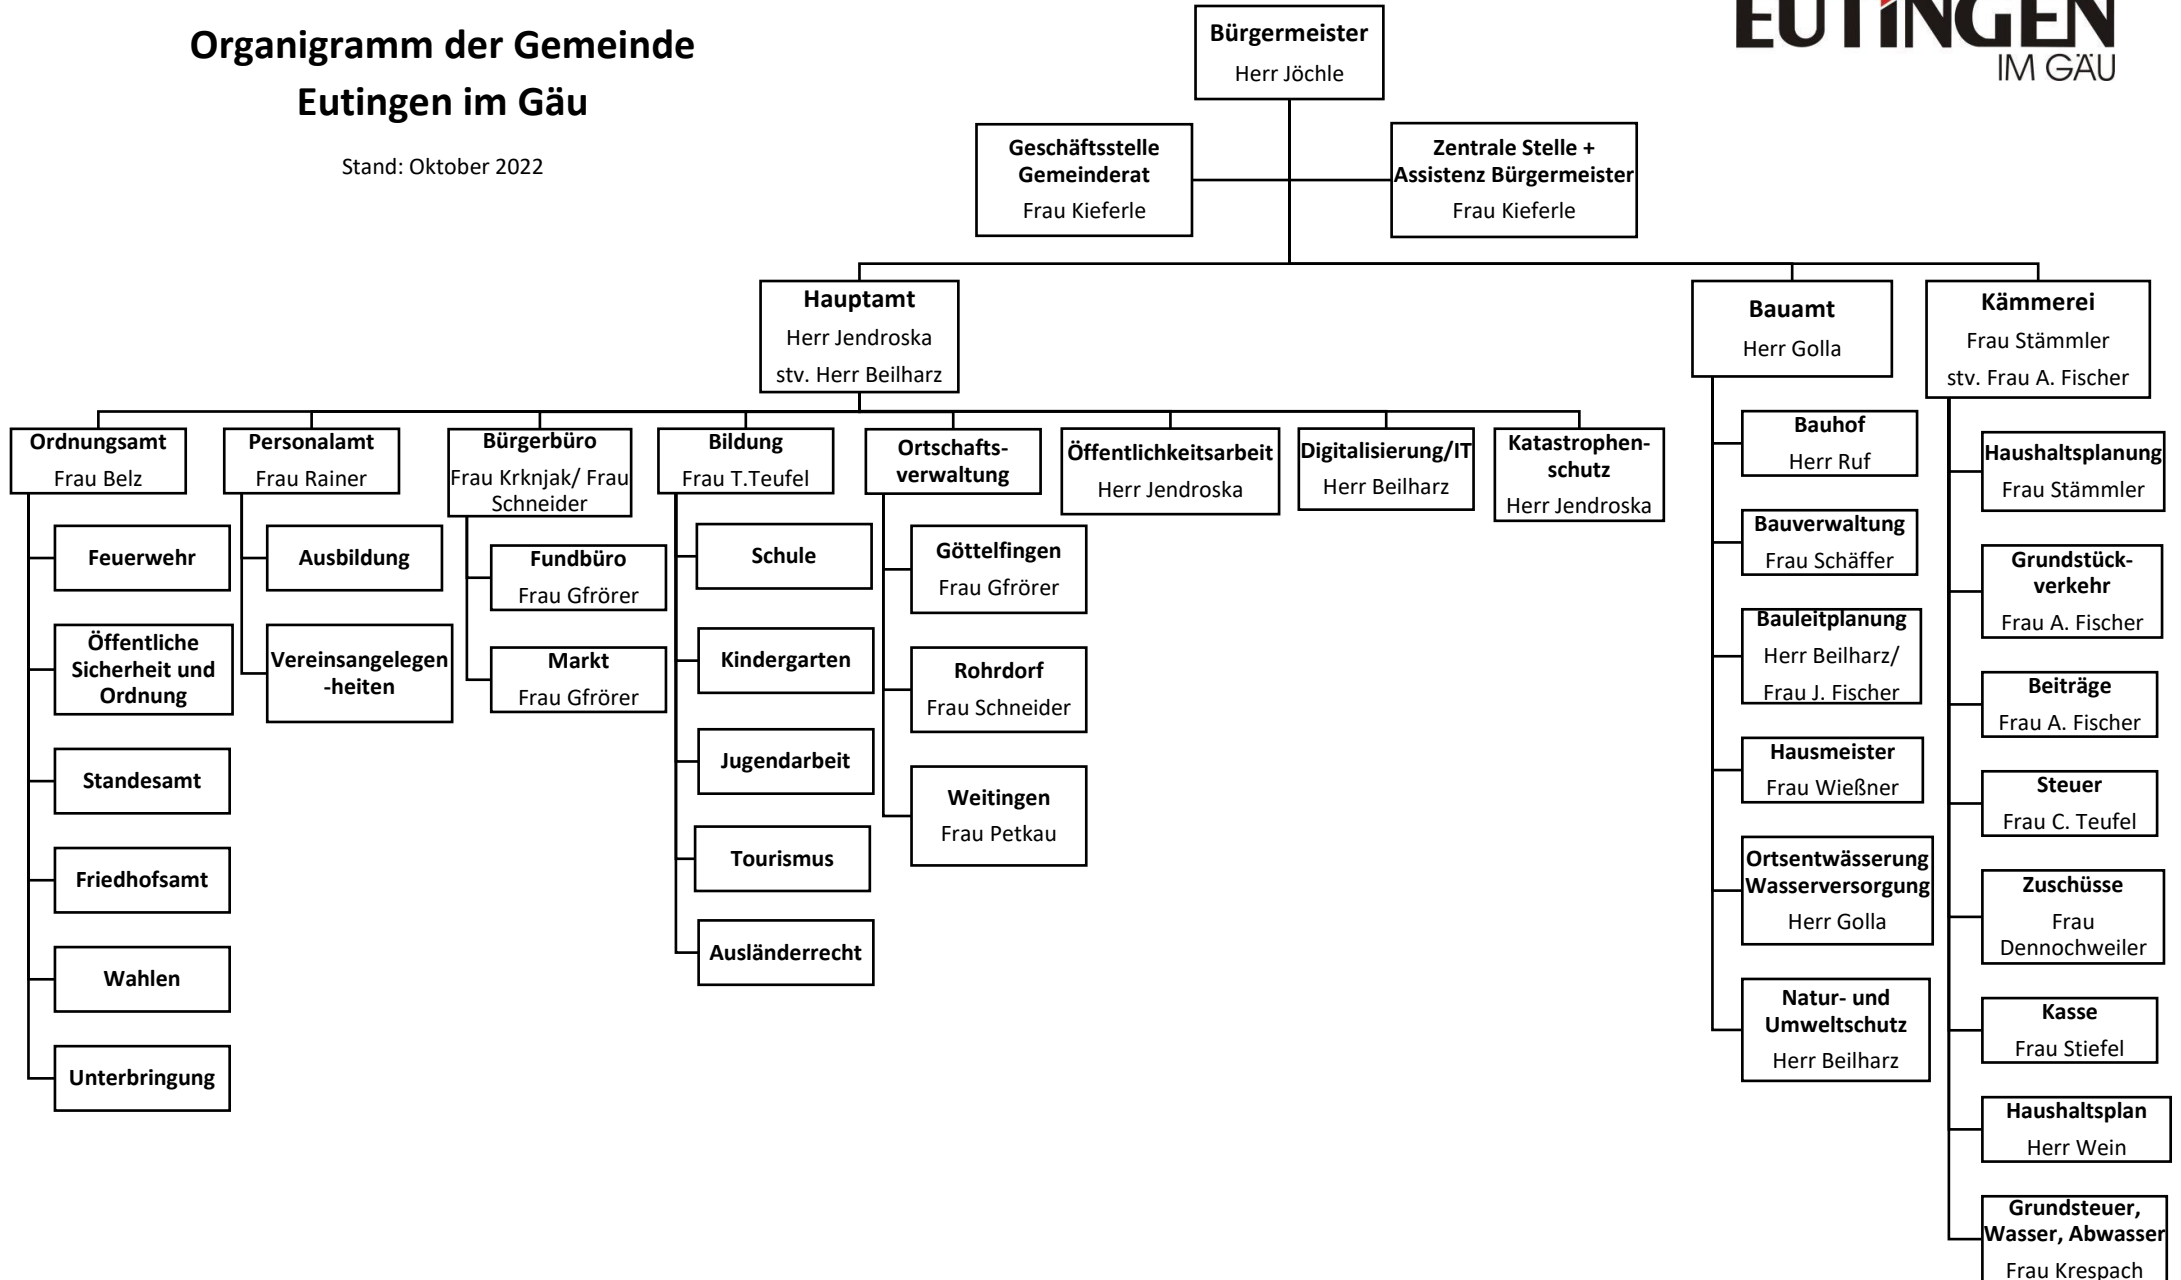 Organigramm der Gemeinde
Eutingen im Gäu
Stand: Oktober 2022
EUTINGEN
IM GÄU
Bürgermeister
Herr Jöchle
Geschäftsstelle
Gemeinderat
Frau Kieferle
Zentrale Stelle +
Assistenz Bürgermeister
Frau Kieferle
Hauptamt
Herr Jendroska
stv. Herr Beilharz
Bauamt
Herr Golla
Kämmerei
Frau Stämmler
stv. Frau A. Fischer
Ordnungsamt
Frau Belz
Feuerwehr
Öffentliche
Sicherheit und
Ordnung
Standesamt
Friedhofsamt
Wahlen
Unterbringung
Personalamt
Frau Rainer
Ausbildung
Vereinsangelegen
-heiten
Bürgerbüro
Frau Krknjak/ Frau
Schneider
Fundbüro
Frau Gfrörer
Markt
Frau Gfrörer
Bildung
Frau T.Teufel
Schule
Kindergarten
Jugendarbeit
Tourismus
Ausländerrecht
Ortschafts-
verwaltung
Göttelfingen
Frau Gfrörer
Rohrdorf
Frau Schneider
Weitingen
Frau Petkau
Öffentlichkeitsarbeit
Herr Jendroska
Digitalisierung/IT
Herr Beilharz
Katastrophen-
schutz
Herr Jendroska
Bauhof
Herr Ruf
Bauverwaltung
Frau Schäffer
Bauleitplanung
Herr Beilharz/
Frau J. Fischer
Hausmeister
Frau Wießner
Ortsentwässerung
Wasserversorgung
Herr Golla
Natur- und
Umweltschutz
Herr Beilharz
Haushaltsplanung
Frau Stämmler
Grundstück-
verkehr
Frau A. Fischer
Beiträge
Frau A. Fischer
Steuer
Frau C. Teufel
Zuschüsse
Frau
Dennochweiler
Kasse
Frau Stiefel
Haushaltsplan
Herr Wein
Grundsteuer,
Wasser, Abwasser
Frau Krespach